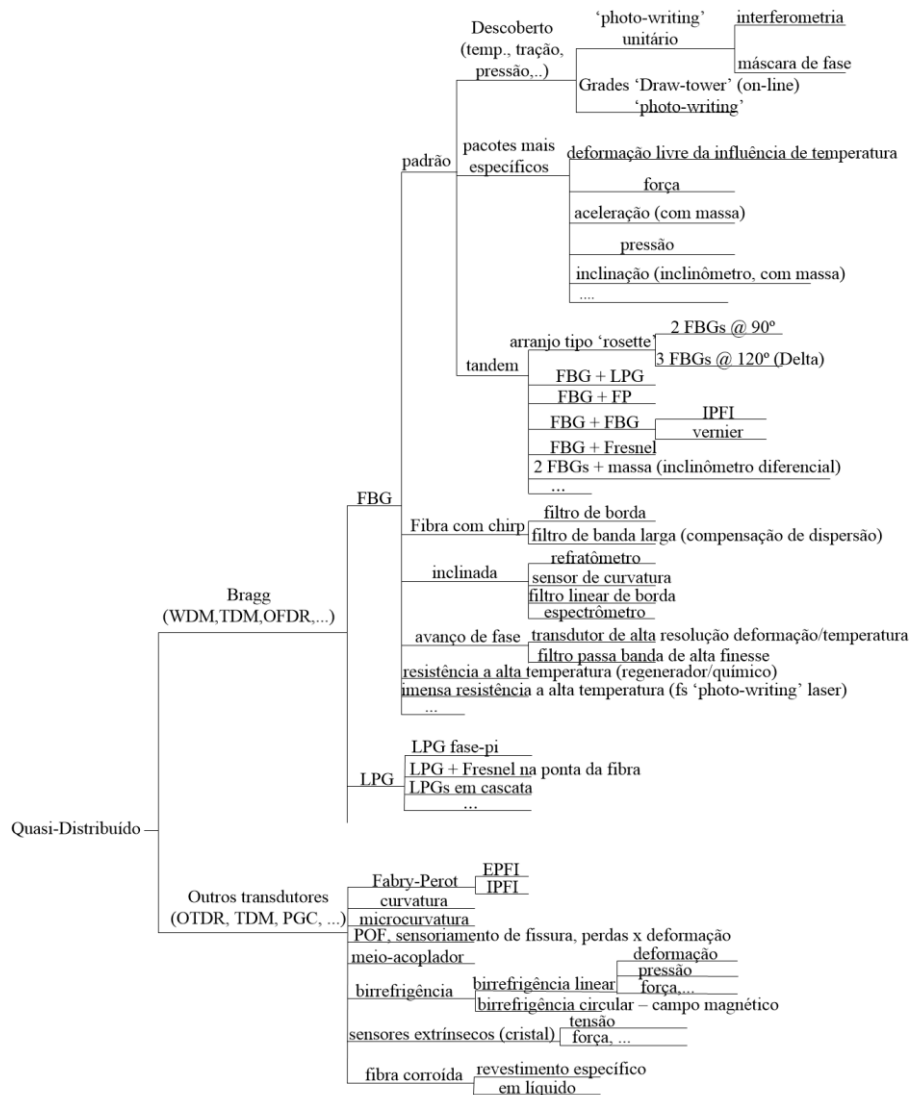 Descoberto
(temp., tração,
pressão,..)
‘photo-writing’
unitário
interferometria
máscara de fase
Grades ‘Draw-tower’ (on-line)
‘photo-writing’
padrão
pacotes mais
específicos
deformação livre da influência de temperatura
força
aceleração (com massa)
pressão
inclinação (inclinômetro, com massa)
....
tandem
arranjo tipo ‘rosette’
2 FBGs @ 90º
3 FBGs @ 120º (Delta)
FBG + LPG
FBG + FP
FBG + FBG
IPFI
vernier
FBG + Fresnel
2 FBGs + massa (inclinômetro diferencial)
...
FBG
Fibra com chirp
filtro de borda
filtro de banda larga (compensação de dispersão)
inclinada
refratômetro
sensor de curvatura
filtro linear de borda
espectrômetro
Bragg
(WDM,TDM,OFDR,...)
avanço de fase
transdutor de alta resolução deformação/temperatura
filtro passa banda de alta finesse
resistência a alta temperatura (regenerador/químico)
imensa resistência a alta temperatura (fs ‘photo-writing’ laser)
...
LPG
LPG fase-pi
LPG + Fresnel na ponta da fibra
LPGs em cascata
...
Quasi-Distribuído
Outros transdutores
(OTDR, TDM, PGC, ...)
Fabry-Perot
EPFI
IPFI
curvatura
microcurvatura
POF, sensoriamento de fissura, perdas x deformação
meio-acoplador
birrefrigência
birrefrigência linear
deformação
pressão
força,...
birrefrigência circular – campo magnético
sensores extrínsecos (cristal)
tensão
força, ...
fibra corroída
revestimento específico
em líquido